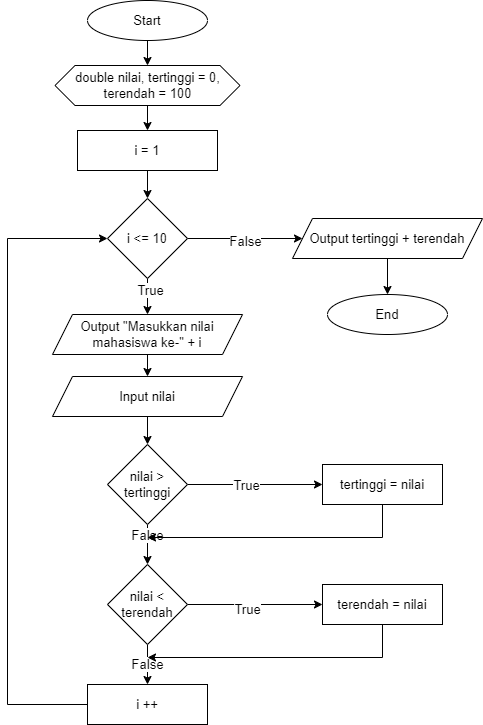 Start
double nilai, tertinggi = 0,
terendah = 100
i = 1
i <= 10
False
Output tertinggi + terendah
End
True
Output "Masukkan nilai
mahasiswa ke-" + i
Input nilai
nilai >
tertinggi
True
tertinggi = nilai
False
nilai <
terendah
True
terendah = nilai
False
i ++